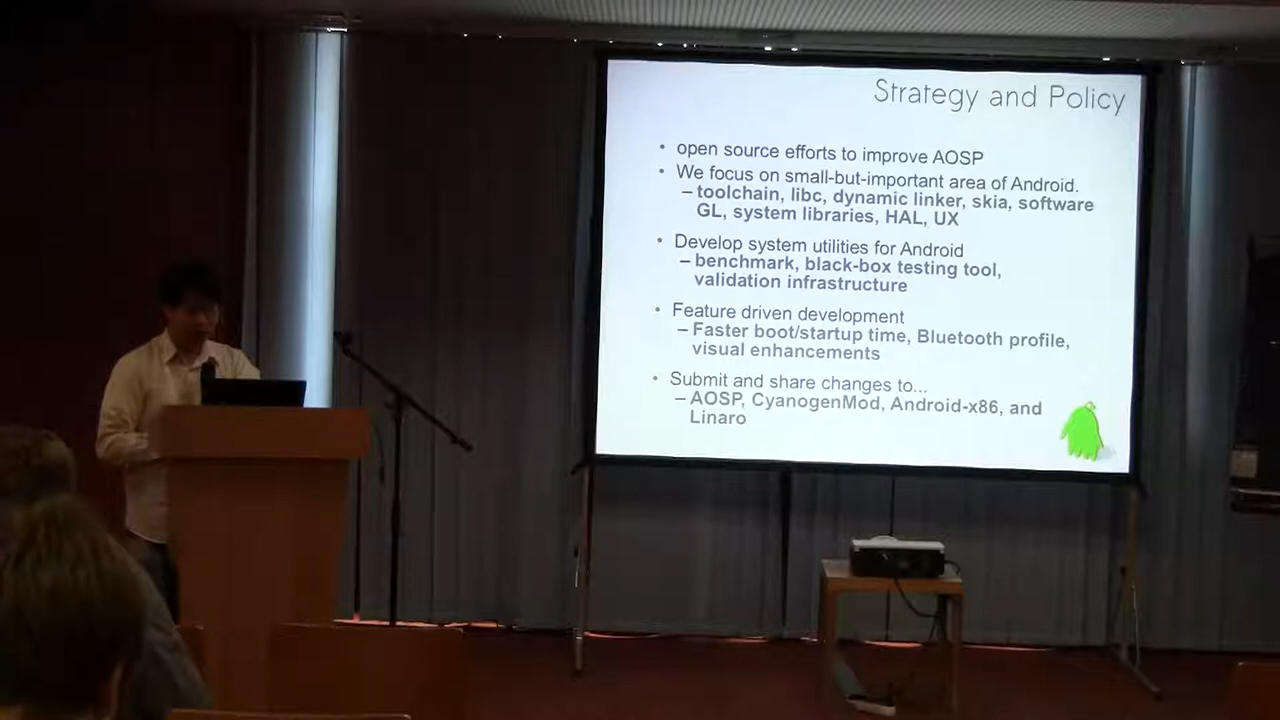 Strategy and Policy
• open source efforts to improve AOSP
• We focus on small-but-important area of Android.
– toolchain, libc, dynamic linker, skia, software
GL, system libraries, HAL, UX
• Develop system utilities for Android
– benchmark, black-box testing tool,
validation infrastructure
• Feature driven development
– Faster boot/startup time, Bluetooth profile,
visual enhancements
• Submit and share changes to...
– AOSP, CyanogenMod, Android-x86, and
Linaro